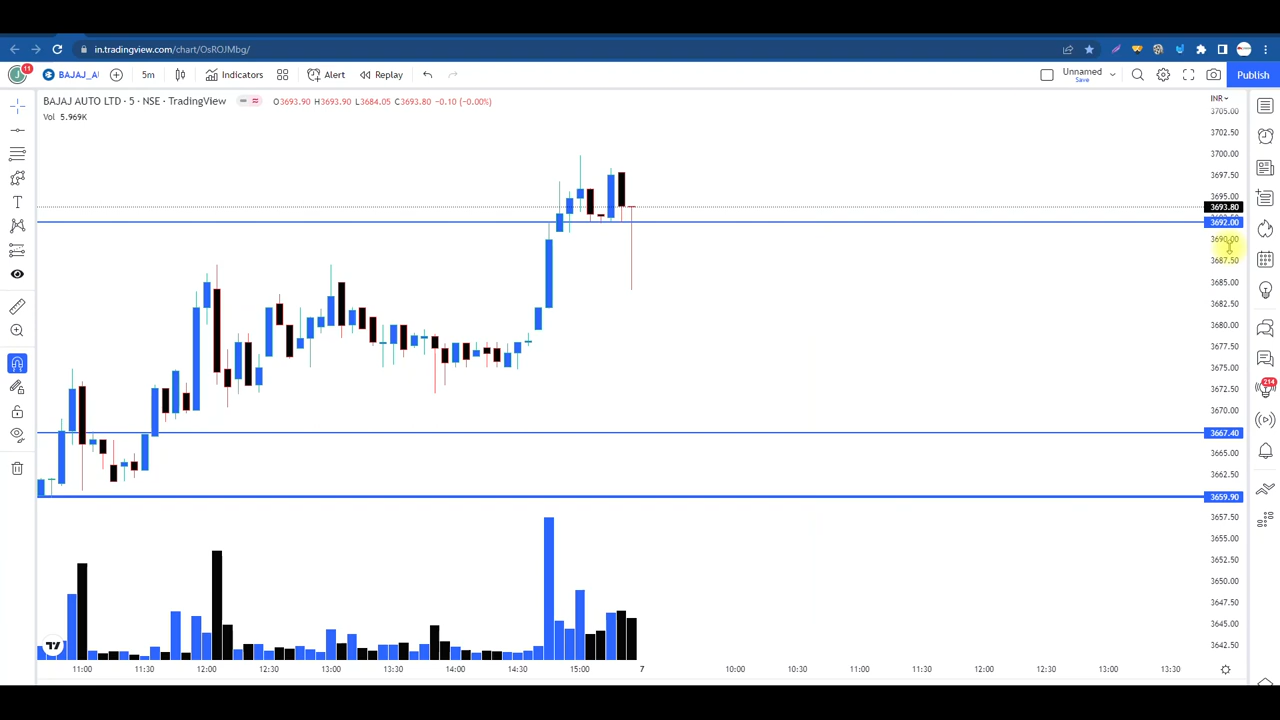 in.tradingview.com/chart/OsROJMbg/
11
BAJAJ_AU
5m
Indicators
Alert
Replay
Unnamed
Save
Publish
BAJAJ AUTO LTD · 5 · NSE · TradingView
O3693.90 H3693.90 L3684.05 C3693.80 −0.10 (−0.00%)
Vol 5.969K
INR
3705.00
3702.50
3700.00
3697.50
3695.00
3693.80
3692.00
3690.00
3687.50
3685.00
3682.50
3680.00
3677.50
3675.00
3672.50
3670.00
3667.40
3665.00
3662.50
3659.90
3657.50
3655.00
3652.50
3650.00
3647.50
3645.00
3642.50
214
11:00 11:30 12:00 12:30 13:00 13:30 14:00 14:30 15:00 7 10:00 10:30 11:00 11:30 12:00 12:30 13:00 13:30